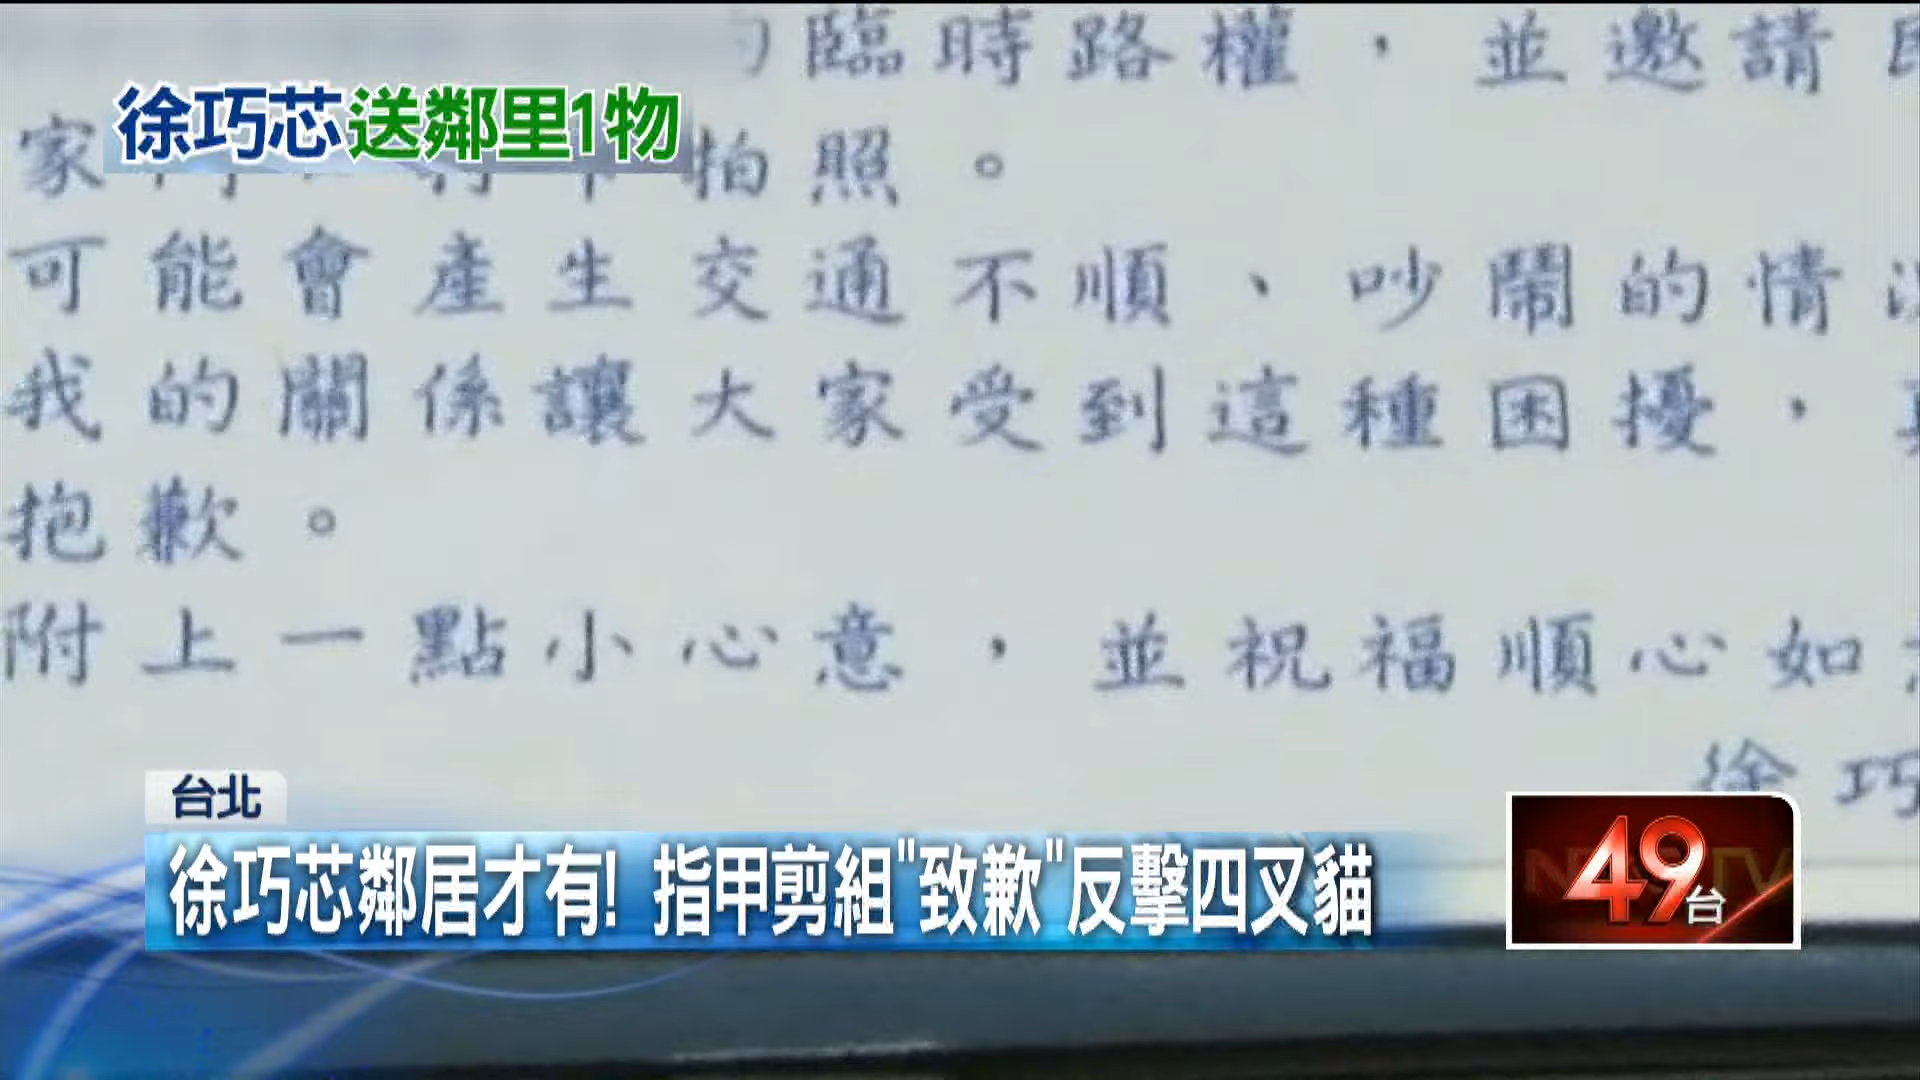 臨時路權，並邀請
徐巧芯送鄰里1物
家 拍照。
可能會產生交通不順、吵鬧的情
我的關係讓大家受到這種困擾，
抱歉。
附上一點小心意，並祝福順心如
徐巧
台北
徐巧芯鄰居才有! 指甲剪組"致歉"反擊四叉貓
49台